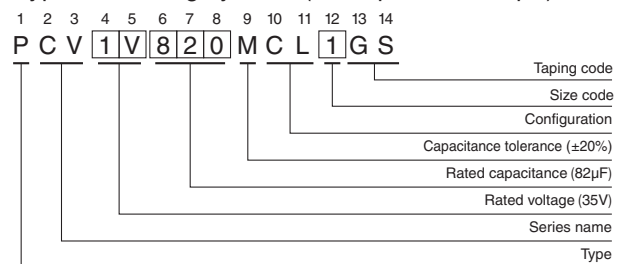 1 2 3 4 5 6 7 8 9 10 11 12 13 14
P C V 1 V 8 2 0 M C L 1 G S
Taping code
Size code
Configuration
Capacitance tolerance (±20%)
Rated capacitance (82µF)
Rated voltage (35V)
Series name
Type